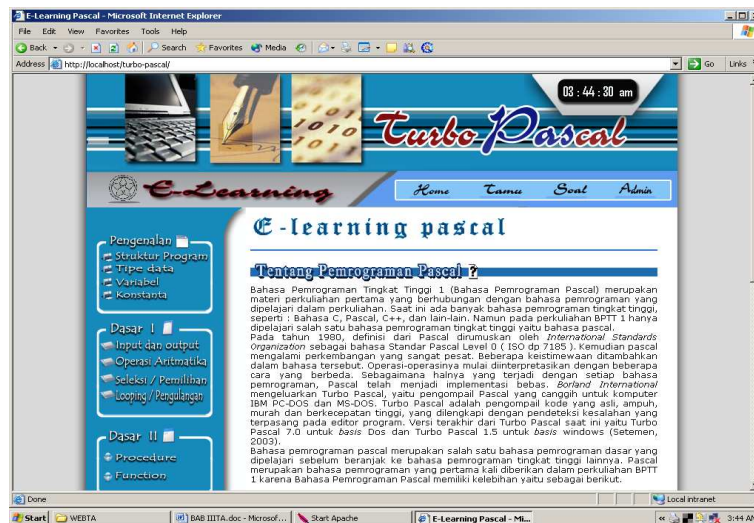 E-Learning Pascal - Microsoft Internet Explorer
File Edit View Favorites Tools Help
Back Search Favorites Media
Address http://localhost/turbo-pascal/ Go Links
03 : 44 : 30 am
1010
1010
Turbo Pascal
E-Learning
Home Tamu Soal Admin
E-learning pascal
Pengenalan
Struktur Program
Tipe data
Variabel
Konstanta
Dasar I
Input dan output
Operasi Aritmatika
Seleksi / Pemilihan
Looping / Pengulangan
Dasar II
Procedure
Function
Tentang Pemrograman Pascal ?
Bahasa Pemrograman Tingkat Tinggi 1 (Bahasa Pemrograman Pascal) merupakan
materi perkuliahan pertama yang berhubungan dengan bahasa pemrograman yang
dipelajari dalam perkuliahan. Saat ini ada banyak bahasa pemrograman tingkat tinggi,
seperti : Bahasa C, Pascal, C++, dan lain-lain. Namun pada perkuliahan BPTT 1 hanya
dipelajari salah satu bahasa pemrograman tingkat tinggi yaitu bahasa pascal.
Pada tahun 1980, definisi dari Pascal dirumuskan oleh International Standards
Organization sebagai bahasa Standar Pascal Level 0 ( ISO dp 7185 ). Kemudian pascal
mengalami perkembangan yang sangat pesat. Beberapa keistimewaan ditambahkan
dalam bahasa tersebut. Operasi-operasinya mulai diinterpretasikan dengan beberapa
cara yang berbeda. Sebagaimana halnya yang terjadi dengan setiap bahasa
pemrograman, Pascal telah menjadi implementasi bebas. Borland International
mengeluarkan Turbo Pascal, yaitu pengompail Pascal yang canggih untuk komputer
IBM PC-DOS dan MS-DOS. Turbo Pascal adalah pengompail kode yang asli, ampuh,
murah dan berkecepatan tinggi, yang dilengkapi dengan pendeteksi kesalahan yang
terpasang pada editor program. Versi terakhir dari Turbo Pascal saat ini yaitu Turbo
Pascal 7.0 untuk basis Dos dan Turbo Pascal 1.5 untuk basis windows (Setemen,
2003).
Bahasa pemrograman pascal merupakan salah satu bahasa pemrograman dasar yang
dipelajari sebelum beranjak ke bahasa pemrograman tingkat tinggi lainnya. Pascal
merupakan bahasa pemrograman yang pertama kali diberikan dalam perkuliahan BPTT
1 karena Bahasa Pemrograman Pascal memiliki kelebihan yaitu sebagai berikut.
Done Local intranet
Start WEBTA BAB IIITA.doc - Microsof... Start Apache E-Learning Pascal - Mi... 3:44 AM